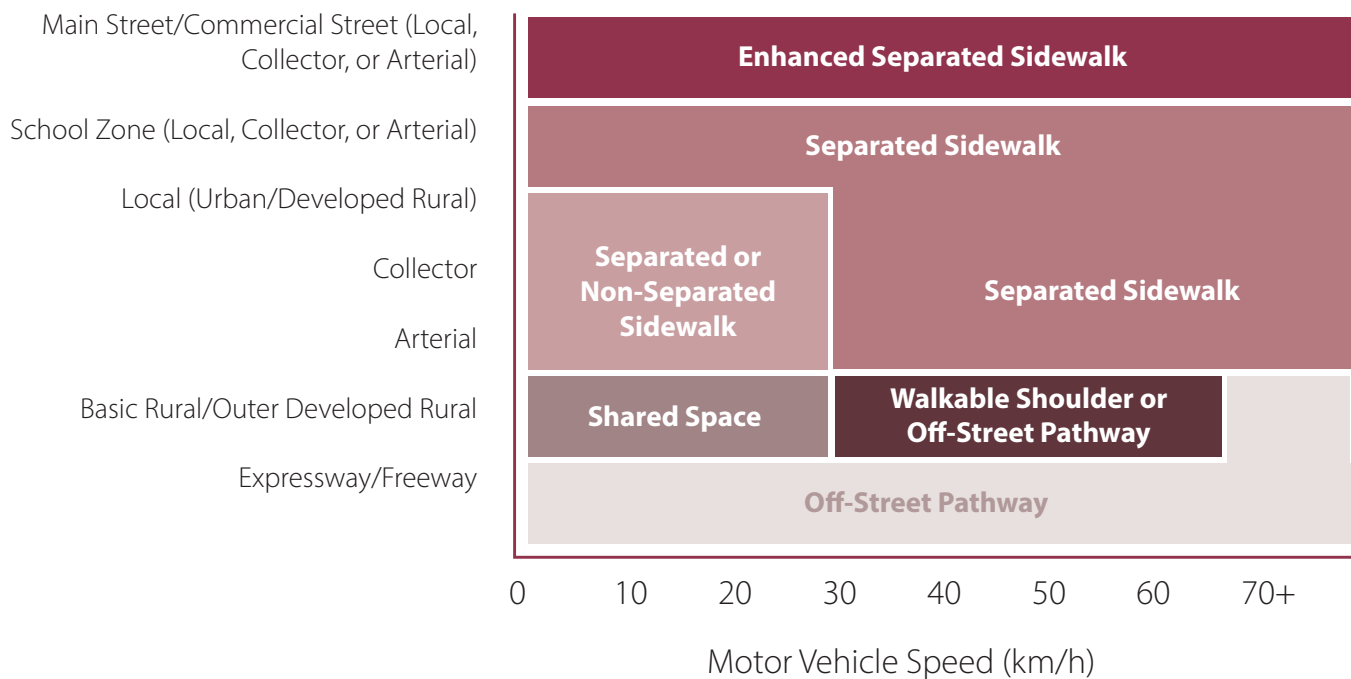 Main Street/Commercial Street (Local,
Collector, or Arterial)
Enhanced Separated Sidewalk
School Zone (Local, Collector, or Arterial)
Separated Sidewalk
Local (Urban/Developed Rural)
Collector
Arterial
Separated or
Non-Separated
Sidewalk
Separated Sidewalk
Basic Rural/Outer Developed Rural
Shared Space
Walkable Shoulder or
Off-Street Pathway
Expressway/Freeway
Off-Street Pathway
0 10 20 30 40 50 60 70+
Motor Vehicle Speed (km/h)